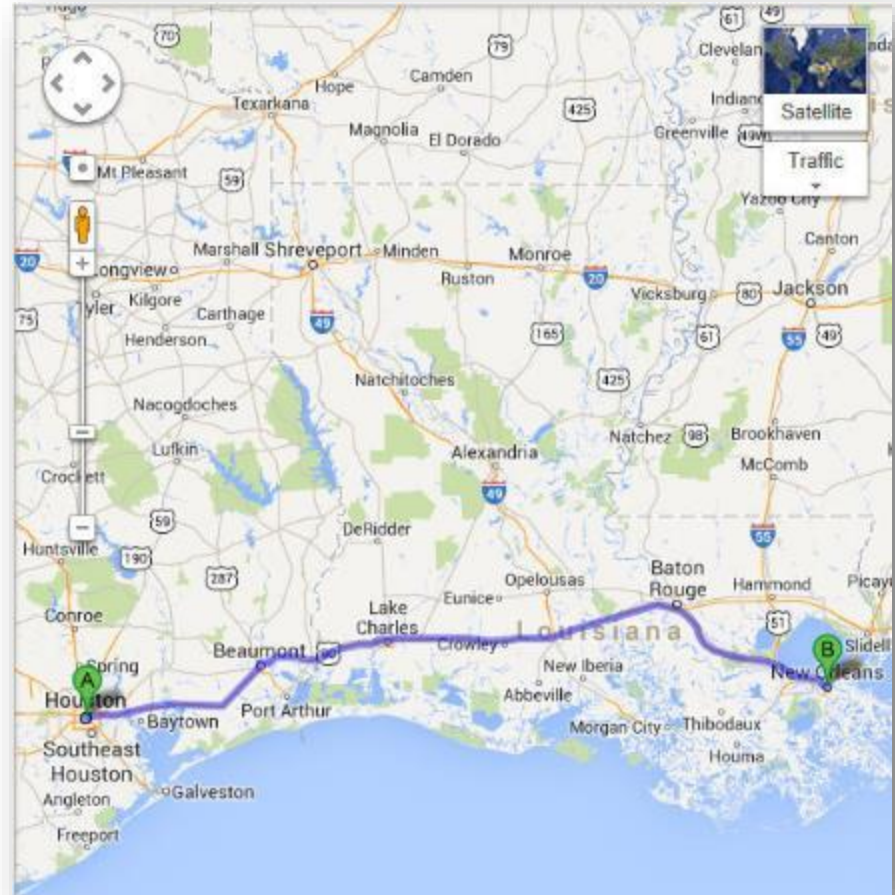 70
79
61
49
Clevelan
Hope
Camden
Texarkana
425
Indian
Satellite
Magnolia
El Dorado
Greenville
49W
Traffic
Mt Pleasant
59
Yazoo City
Canton
20
Longview
Marshall
Shreveport
Minden
Monroe
Ruston
20
Vicksburg
80
Jackson
Tyler
Kilgore
Carthage
75
49
Henderson
165
61
55
49
Natchitoches
425
Nacogdoches
Natchez
98
Brookhaven
Lufkin
Alexandria
McComb
Crockett
49
59
DeRidder
55
Huntsville
190
287
Baton
Rouge
Hammond
Picay
Opelousas
Eunice
Conroe
Lake
Charles
51
Louisiana
Beaumont
90
Crowley
B
Slidell
Spring
A
New Iberia
New Orleans
Houston
Abbeville
Port Arthur
Baytown
Morgan City
Thibodaux
Southeast
Houston
Houma
Angleton
Galveston
Freeport